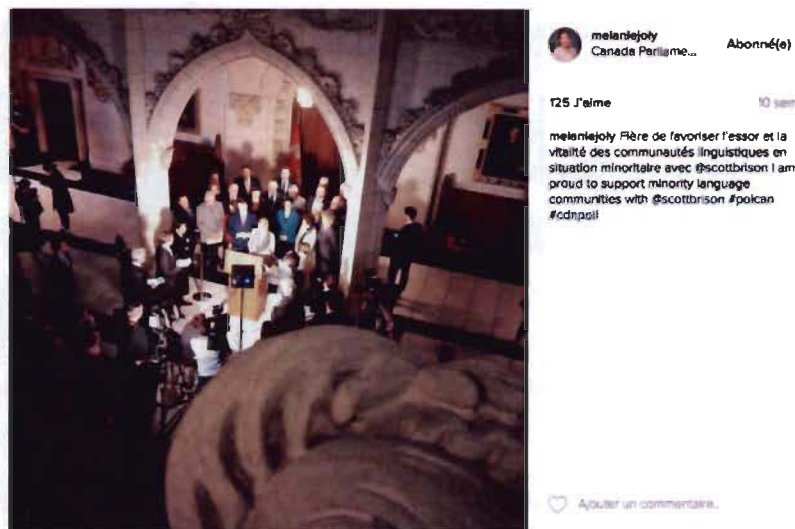 melaniejoly
Canada Parliame...
Abonné(e)
125 J'aime
10 sem
melaniejoly Fière de favoriser l'essor et la
vitalité des communautés linguistiques en
situation minoritaire avec @scottbrison I am
proud to support minority language
communities with @scottbrison #polcan
#cdnpoli
Ajouter un commentaire...